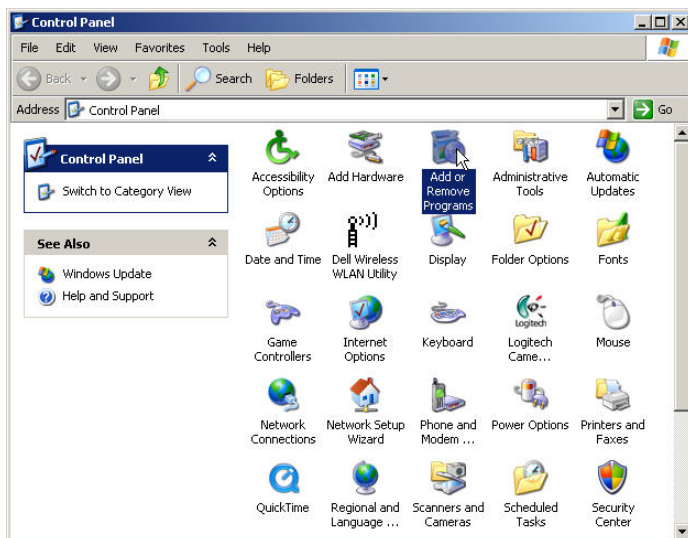 Control Panel
File Edit View Favorites Tools Help
Back Search Folders
Address Control Panel Go
Control Panel
Switch to Category View
See Also
Windows Update
Help and Support
Accessibility Options
Add Hardware
Add or Remove Programs
Administrative Tools
Automatic Updates
Date and Time
Dell Wireless WLAN Utility
Display
Folder Options
Fonts
Game Controllers
Internet Options
Keyboard
Logitech
Logitech Came...
Mouse
Network Connections
Network Setup Wizard
Phone and Modem ...
Power Options
Printers and Faxes
QuickTime
Regional and Language ...
Scanners and Cameras
Scheduled Tasks
Security Center